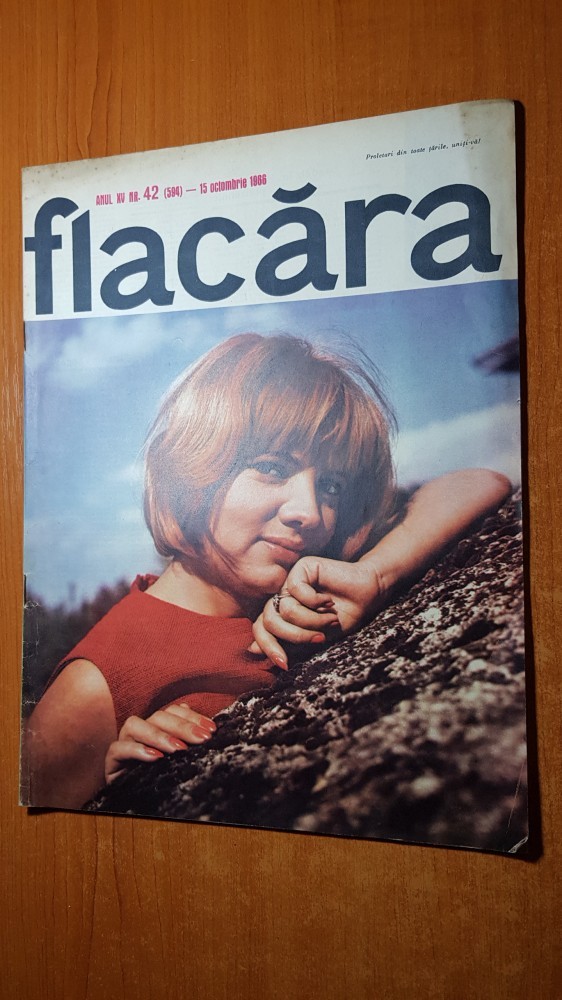 Proletari din toate țările, uniți-vă!
ANUL XV NR. 42 (594) — 15 octombrie 1966
flacăra